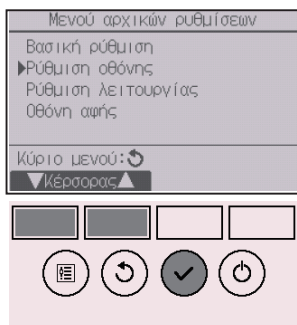 Μενού αρχικών ρυθμίσεων
Βασική ρύθμιση
▶Ρύθμιση οθόνης
Ρύθμιση λειτουργίας
Οθόνη αφής
Κύριο μενού:
▼Κέρσορας▲